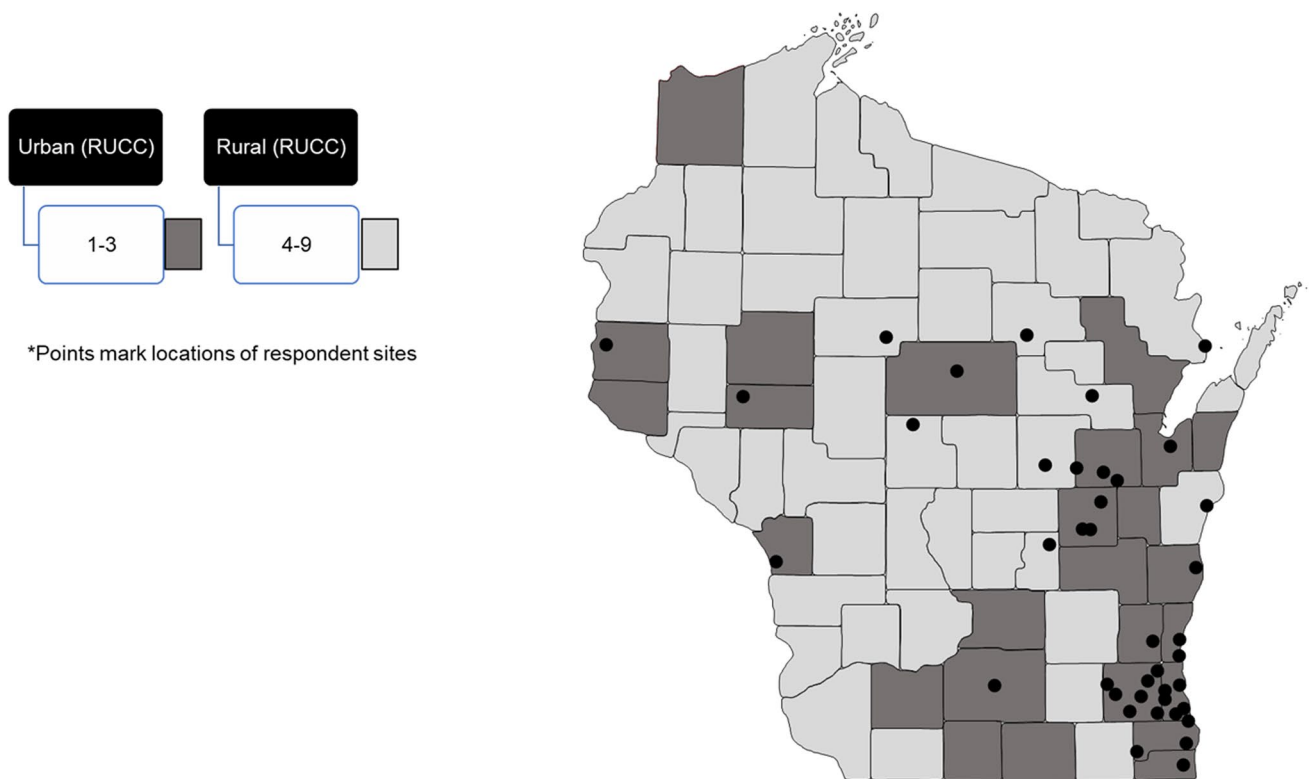 Urban (RUCC)
Rural (RUCC)
1-3
4-9
*Points mark locations of respondent sites